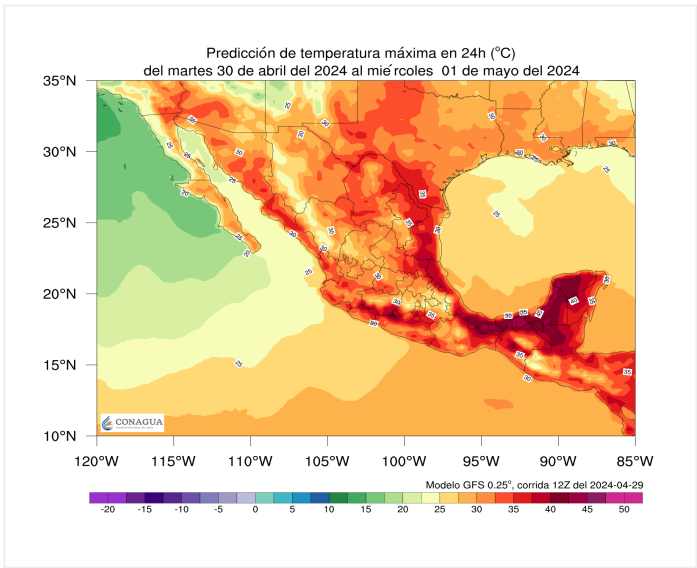 Predicción de temperatura máxima en 24h (°C)
del martes 30 de abril del 2024 al miércoles 01 de mayo del 2024
35°N
30°N
25°N
20°N
15°N
10°N
120°W 115°W 110°W 105°W 100°W 95°W 90°W 85°W
CONAGUA
Modelo GFS 0.25°, corrida 12Z del 2024-04-29
-20 -15 -10 -5 0 5 10 15 20 25 30 35 40 45 50